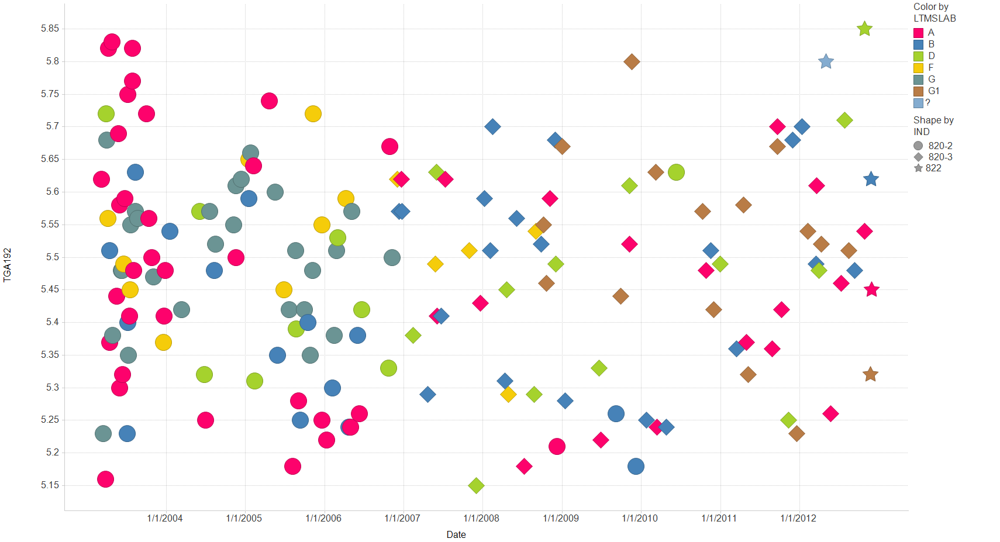 Color by
LTMSLAB
A
B
D
F
G
G1
?
Shape by
IND
820-2
820-3
822
TGA192
5.85
5.8
5.75
5.7
5.65
5.6
5.55
5.5
5.45
5.4
5.35
5.3
5.25
5.2
5.15
1/1/2004 1/1/2005 1/1/2006 1/1/2007 1/1/2008 1/1/2009 1/1/2010 1/1/2011 1/1/2012
Date